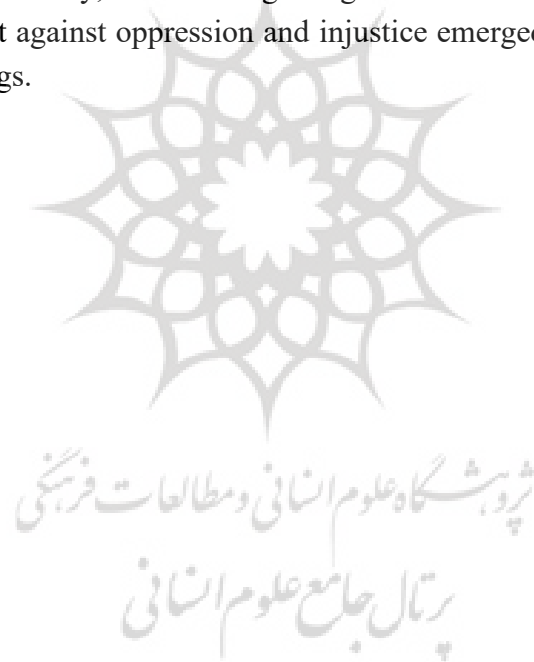 t against oppression and injustice emerged
gs.
پژوهشگاه علوم انسانی و مطالعات فرهنگی
پرتال جامع علوم انسانی